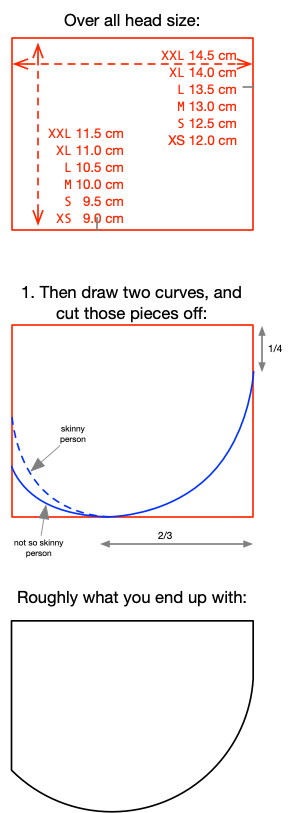 Over all head size:
XXL 14.5 cm
XL 14.0 cm
L 13.5 cm
M 13.0 cm
S 12.5 cm
XS 12.0 cm
XXL 11.5 cm
XL 11.0 cm
L 10.5 cm
M 10.0 cm
S 9.5 cm
XS 9.0 cm
1. Then draw two curves, and
cut those pieces off:
1/4
skinny
person
not so skinny
person
2/3
Roughly what you end up with: